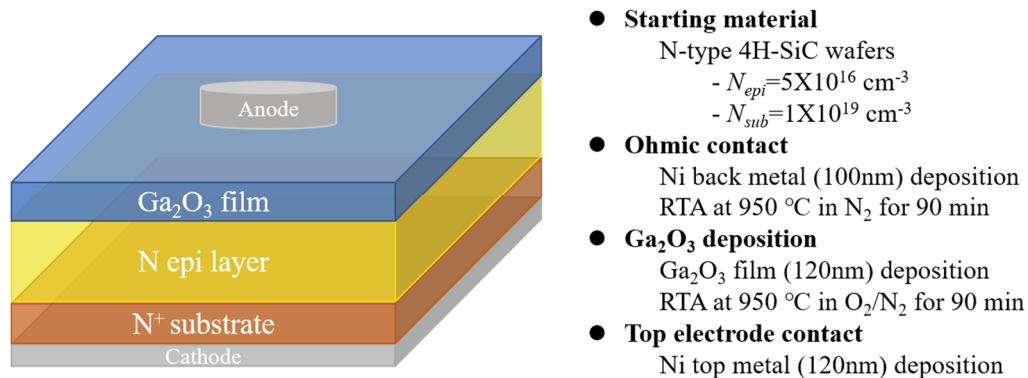 Anode
Ga₂O₃ film
N epi layer
N⁺ substrate
Cathode
● Starting material
N-type 4H-SiC wafers
- Nₑₚᵢ=5X10¹⁶ cm⁻³
- Nₛᵤb=1X10¹⁹ cm⁻³
● Ohmic contact
Ni back metal (100nm) deposition
RTA at 950 ℃ in N₂ for 90 min
● Ga₂O₃ deposition
Ga₂O₃ film (120nm) deposition
RTA at 950 ℃ in O₂/N₂ for 90 min
● Top electrode contact
Ni top metal (120nm) deposition